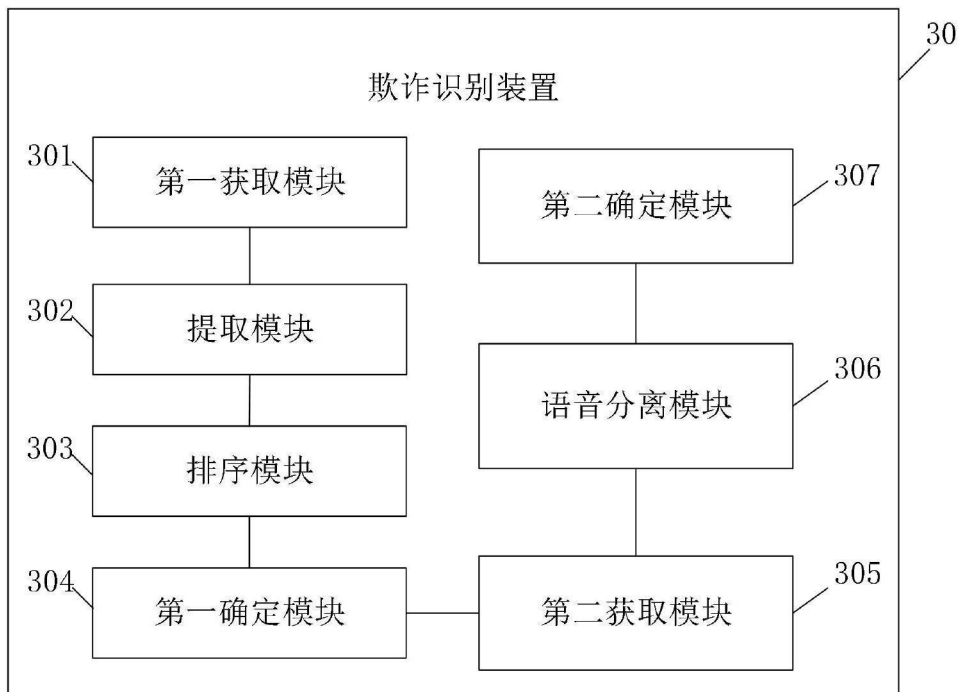 30
欺诈识别装置
301
第一获取模块
302
提取模块
303
排序模块
304
第一确定模块
305
第二获取模块
306
语音分离模块
307
第二确定模块